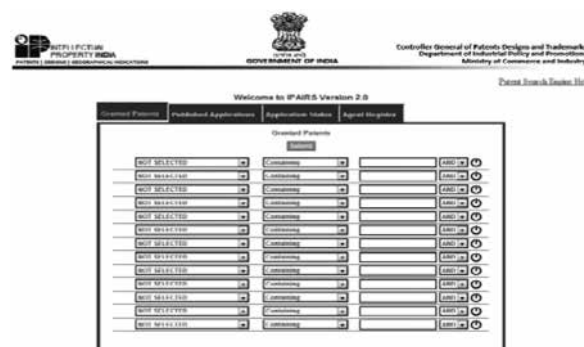 INTELLECTUAL
PROPERTY INDIA
PATENTS | DESIGNS | GEOGRAPHICAL INDICATIONS
GOVERNMENT OF INDIA
Controller General of Patents Designs and Trademark
Department of Industrial Policy and Promotion
Ministry of Commerce and Industry
Patent Search Engine He
Welcome to IPAIRS Version 2.0
Granted Patents Published Applications Application Status Agent Register
Granted Patents
Submit
NOT SELECTED Containing AND
NOT SELECTED Containing AND
NOT SELECTED Containing AND
NOT SELECTED Containing AND
NOT SELECTED Containing AND
NOT SELECTED Containing AND
NOT SELECTED Containing AND
NOT SELECTED Containing AND
NOT SELECTED Containing AND
NOT SELECTED Containing AND
NOT SELECTED Containing AND
NOT SELECTED Containing AND
NOT SELECTED Containing AND